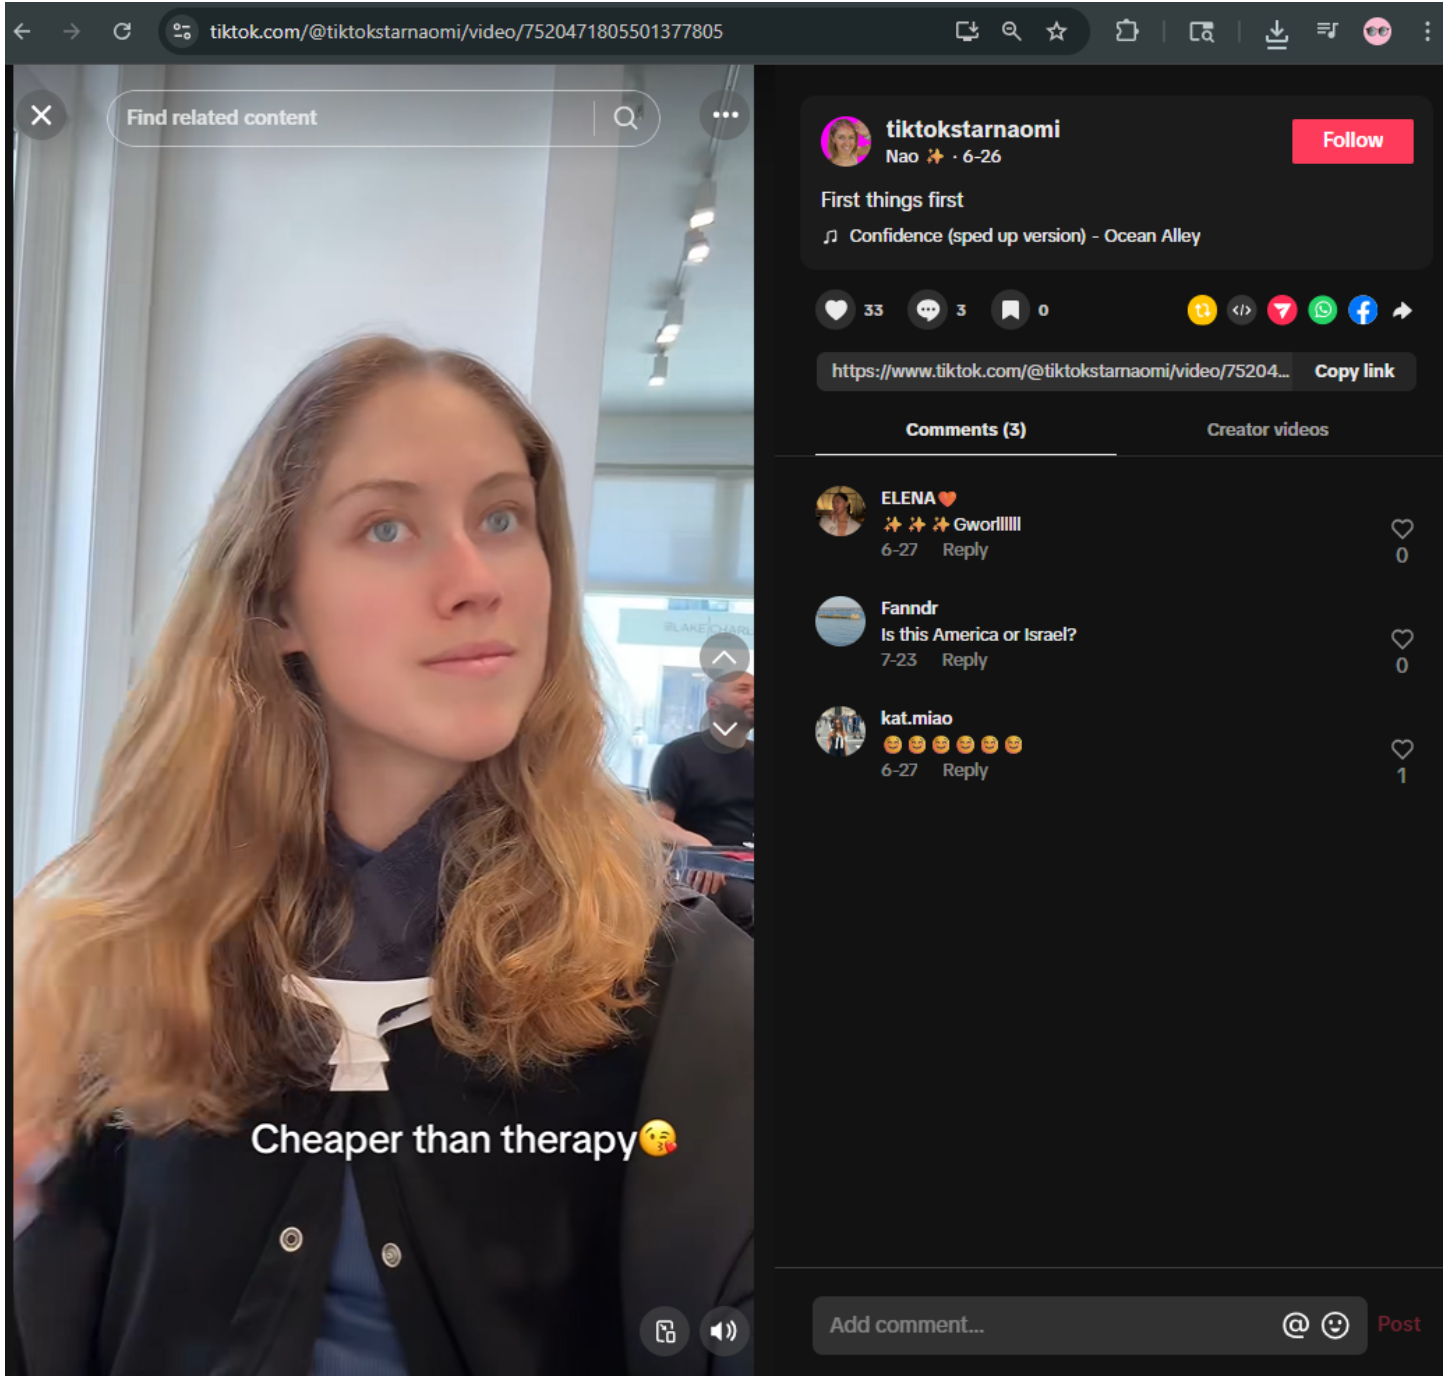 tiktok.com/@tiktokstarnaomi/video/7520471805501377805
Find related content
Cheaper than therapy😘
tiktokstarnaomi
Nao ✨ · 6-26
Follow
First things first
Confidence (sped up version) - Ocean Alley
33
3
0
https://www.tiktok.com/@tiktokstarnaomi/video/75204...
Copy link
Comments (3)
Creator videos
ELENA❤️
✨✨✨Gworllllll
6-27 Reply
0
Fanndr
Is this America or Israel?
7-23 Reply
0
kat.miao
🥰🥰🥰🥰🥰🥰
6-27 Reply
1
Add comment...
Post